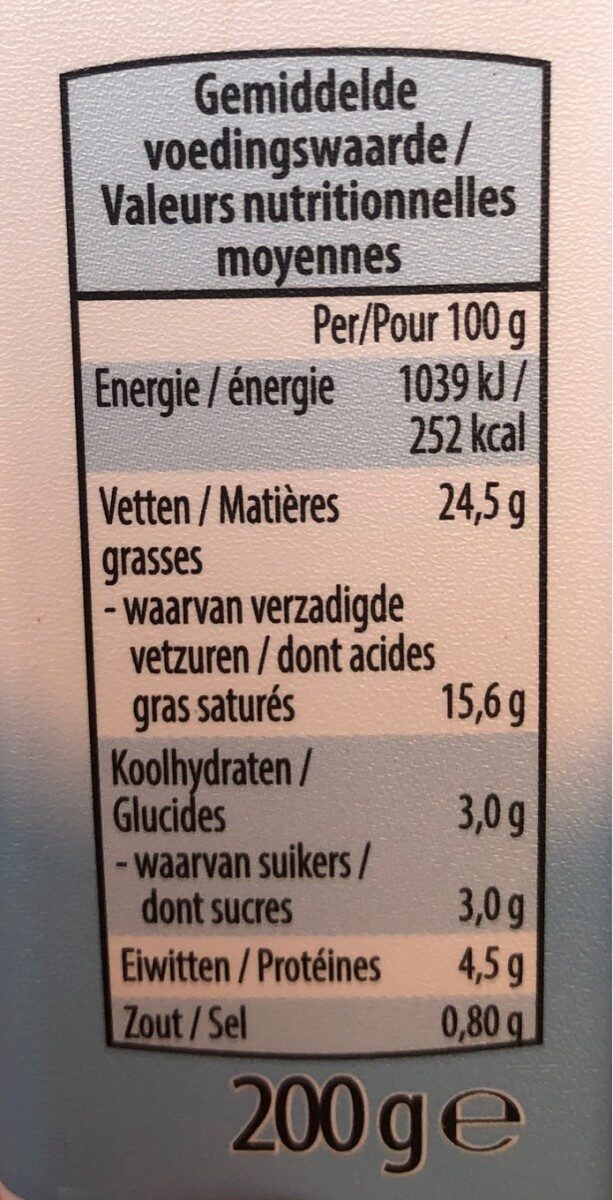 Gemiddelde
voedingswaarde /
Valeurs nutritionnelles
moyennes
Per/Pour 100 g
Energie / énergie 1039 kJ /
252 kcal
Vetten / Matières 24,5 g
grasses
- waarvan verzadigde
vetzuren / dont acides
gras saturés 15,6 g
Koolhydraten /
Glucides 3,0 g
- waarvan suikers /
dont sucres 3,0 g
Eiwitten / Protéines 4,5 g
Zout / Sel 0,80 g
200 g e